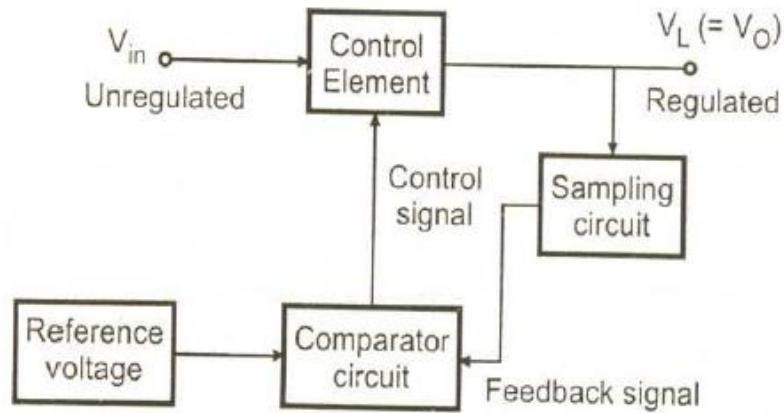 V_in
Unregulated
Control
Element
V_L (= V_O)
Regulated
Control
signal
Sampling
circuit
Reference
voltage
Comparator
circuit
Feedback signal